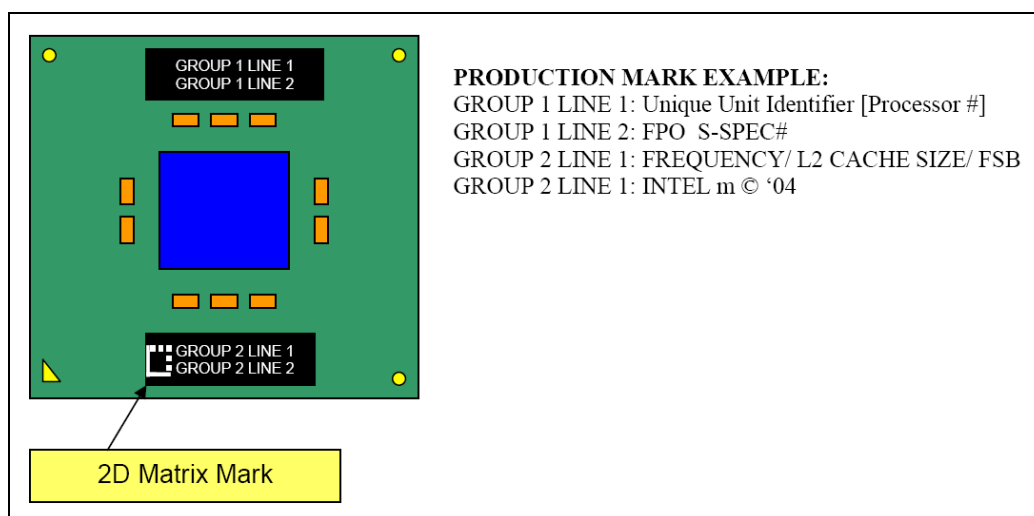 GROUP 1 LINE 1
GROUP 1 LINE 2
PRODUCTION MARK EXAMPLE:
GROUP 1 LINE 1: Unique Unit Identifier [Processor #]
GROUP 1 LINE 2: FPO S-SPEC#
GROUP 2 LINE 1: FREQUENCY/ L2 CACHE SIZE/ FSB
GROUP 2 LINE 1: INTEL m © ‘04
GROUP 2 LINE 1
GROUP 2 LINE 2
2D Matrix Mark